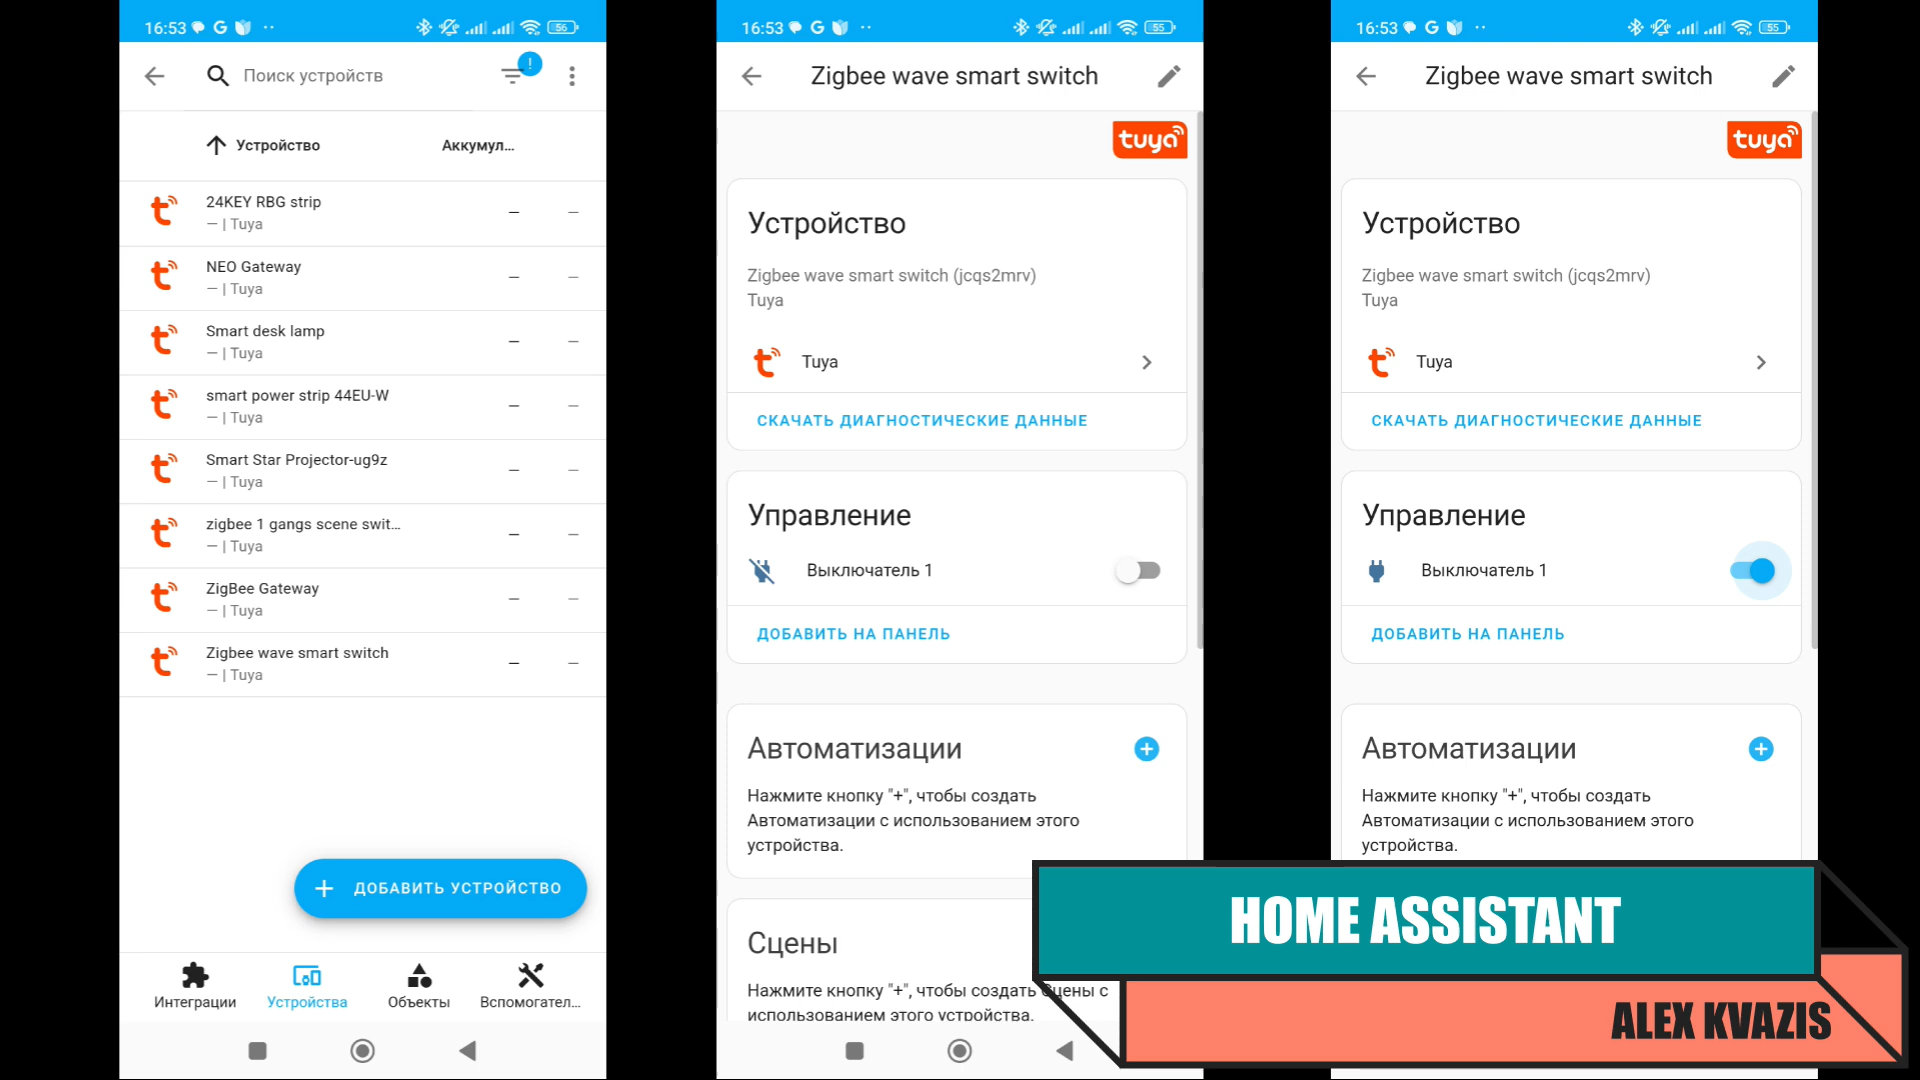 16:53
56
Поиск устройств
!
Устройство
Аккумул...
24KEY RBG strip
— | Tuya
NEO Gateway
— | Tuya
Smart desk lamp
— | Tuya
smart power strip 44EU-W
— | Tuya
Smart Star Projector-ug9z
— | Tuya
zigbee 1 gangs scene swit...
— | Tuya
ZigBee Gateway
— | Tuya
Zigbee wave smart switch
— | Tuya
ДОБАВИТЬ УСТРОЙСТВО
Интеграции
Устройства
Объекты
Вспомогател...
16:53
55
Zigbee wave smart switch
tuya
Устройство
Zigbee wave smart switch (jcqs2mrv)
Tuya
Tuya
СКАЧАТЬ ДИАГНОСТИЧЕСКИЕ ДАННЫЕ
Управление
Выключатель 1
ДОБАВИТЬ НА ПАНЕЛЬ
Автоматизации
Нажмите кнопку "+", чтобы создать
Автоматизации с использованием этого
устройства.
Сцены
Нажмите кнопку "+", чтобы создать Сцены с
использованием этого устройства.
16:53
55
Zigbee wave smart switch
tuya
Устройство
Zigbee wave smart switch (jcqs2mrv)
Tuya
Tuya
СКАЧАТЬ ДИАГНОСТИЧЕСКИЕ ДАННЫЕ
Управление
Выключатель 1
ДОБАВИТЬ НА ПАНЕЛЬ
Автоматизации
Нажмите кнопку "+", чтобы создать
Автоматизации с использованием этого
устройства.
HOME ASSISTANT
ALEX KVAZIS